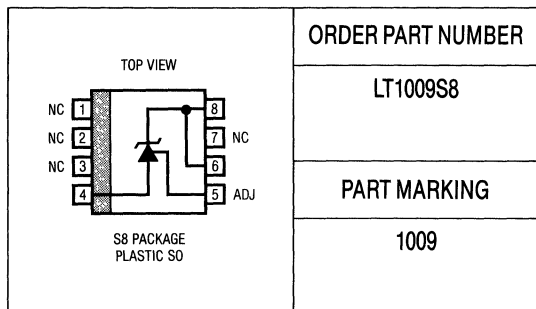 TOP VIEW
NC 1
NC 2
NC 3
4
8
7 NC
6
5 ADJ
S8 PACKAGE
PLASTIC SO
ORDER PART NUMBER
LT1009S8
PART MARKING
1009